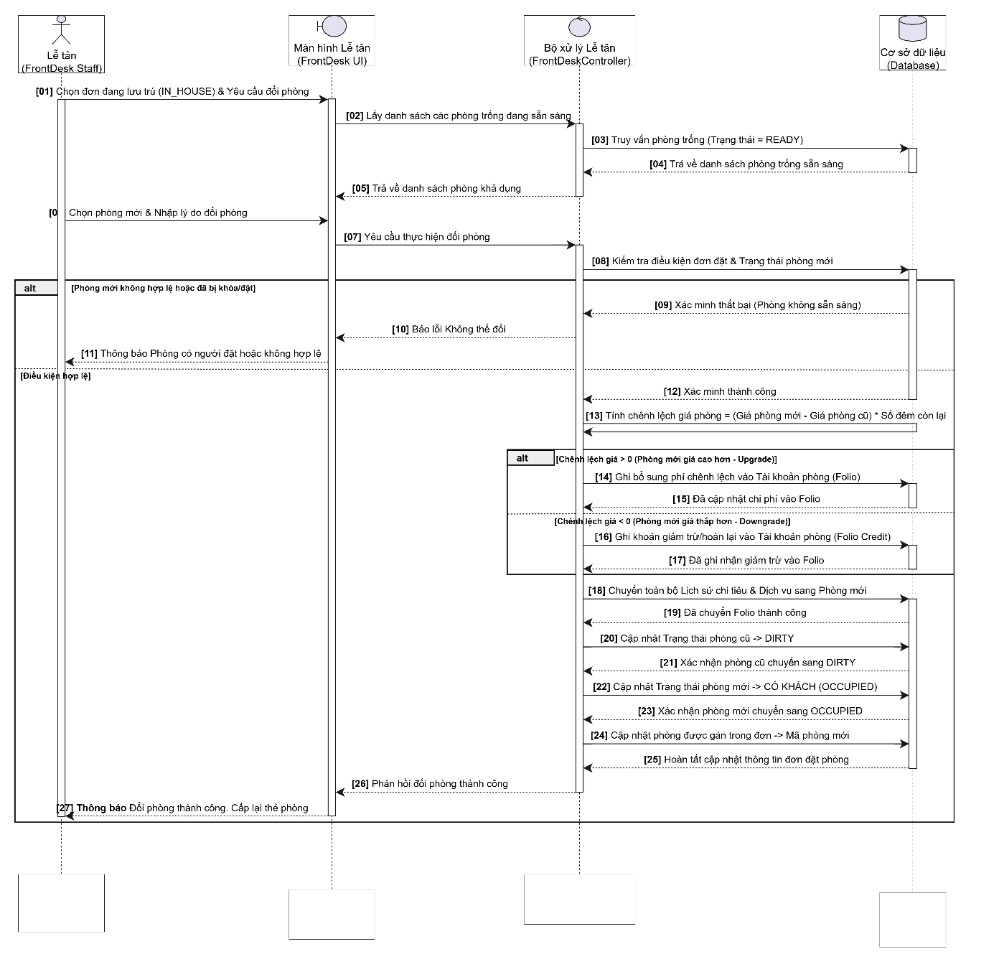 Lễ tân
(FrontDesk Staff)
Màn hình Lễ tân
(FrontDesk UI)
Bộ xử lý Lễ tân
(FrontDeskController)
Cơ sở dữ liệu
(Database)
[01] Chọn đơn đang lưu trú (IN_HOUSE) & Yêu cầu đổi phòng
[02] Lấy danh sách các phòng trống đang sẵn sàng
[03] Truy vấn phòng trống (Trạng thái = READY)
[04] Trả về danh sách phòng trống sẵn sàng
[05] Trả về danh sách phòng khả dụng
[0 Chọn phòng mới & Nhập lý do đổi phòng
[07] Yêu cầu thực hiện đổi phòng
[08] Kiểm tra điều kiện đơn đặt & Trạng thái phòng mới
alt [Phòng mới không hợp lệ hoặc đã bị khóa/đặt]
[09] Xác minh thất bại (Phòng không sẵn sàng)
[10] Báo lỗi Không thể đổi
[11] Thông báo Phòng có người đặt hoặc không hợp lệ
[Điều kiện hợp lệ]
[12] Xác minh thành công
[13] Tính chênh lệch giá phòng = (Giá phòng mới - Giá phòng cũ) * Số đêm còn lại
alt [Chênh lệch giá > 0 (Phòng mới giá cao hơn - Upgrade)]
[14] Ghi bổ sung phí chênh lệch vào Tài khoản phòng (Folio)
[15] Đã cập nhật chi phí vào Folio
[Chênh lệch giá < 0 (Phòng mới giá thấp hơn - Downgrade)]
[16] Ghi khoản giảm trừ/hoàn lại vào Tài khoản phòng (Folio Credit)
[17] Đã ghi nhận giảm trừ vào Folio
[18] Chuyển toàn bộ Lịch sử chi tiêu & Dịch vụ sang Phòng mới
[19] Đã chuyển Folio thành công
[20] Cập nhật Trạng thái phòng cũ -> DIRTY
[21] Xác nhận phòng cũ chuyển sang DIRTY
[22] Cập nhật Trạng thái phòng mới -> CÓ KHÁCH (OCCUPIED)
[23] Xác nhận phòng mới chuyển sang OCCUPIED
[24] Cập nhật phòng được gán trong đơn -> Mã phòng mới
[25] Hoàn tất cập nhật thông tin đơn đặt phòng
[26] Phản hồi đổi phòng thành công
[27] Thông báo Đổi phòng thành công. Cấp lại thẻ phòng